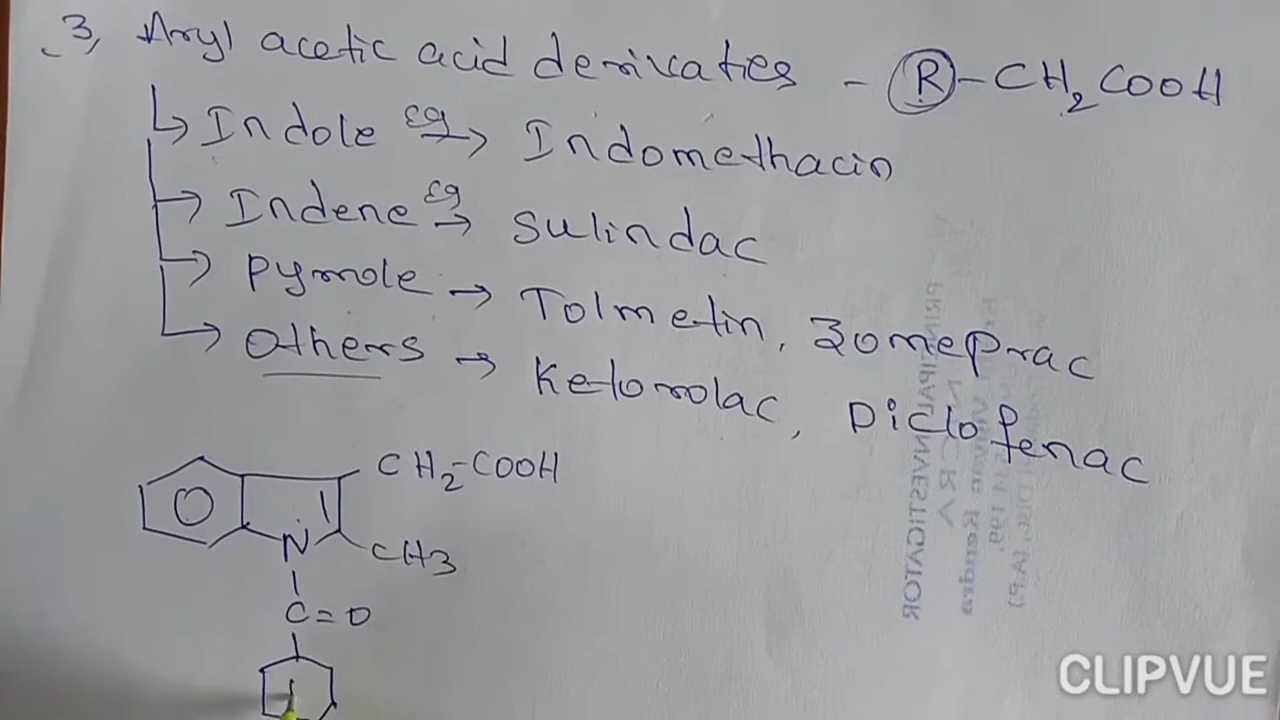 3, Aryl acetic acid derivaties - R-CH2COOH
Indole eg → Indomethacin
Indene eg → Sulindac
Pyrrole → Tolmetin, Zomeprac
Others → Ketorolac, Diclofenac
CH2-COOH
N
CH3
C=O
CLIPVUE